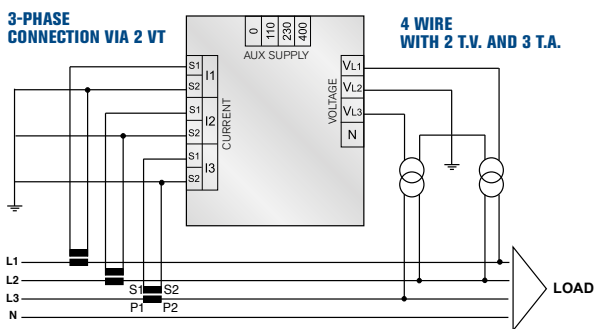 3-PHASE
CONNECTION VIA 2 VT
4 WIRE
WITH 2 T.V. AND 3 T.A.
0 110 230 400
AUX SUPPLY
S1 I1 VL1
S2 VL2
S1 I2 VL3
S2 N
S1 I3
S2
CURRENT
VOLTAGE
L1
L2
S1 S2
L3
P1 P2
N
LOAD